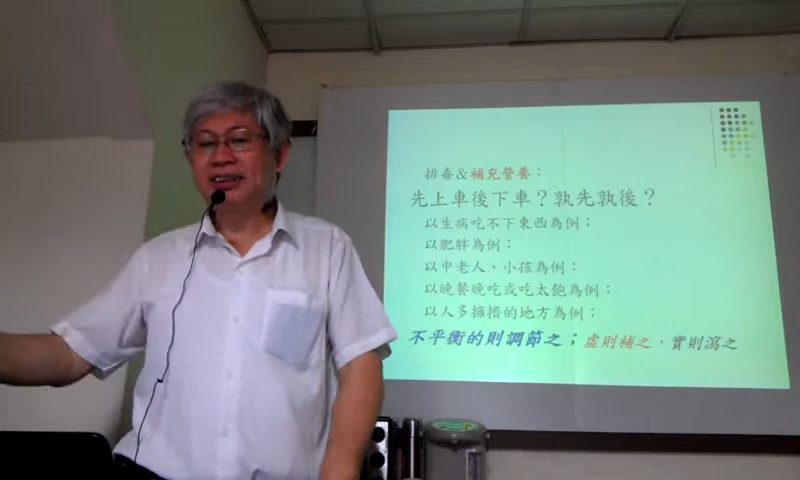 排毒&補充營養：
先上車後下車？孰先孰後？
以生病吃不下東西為例；
以肥胖為例：
以中老人、小孩為例：
以晚餐晚吃或吃太飽為例：
以人多擁擠的地方為例：
不平衡的則調節之；虛則補之，實則瀉之